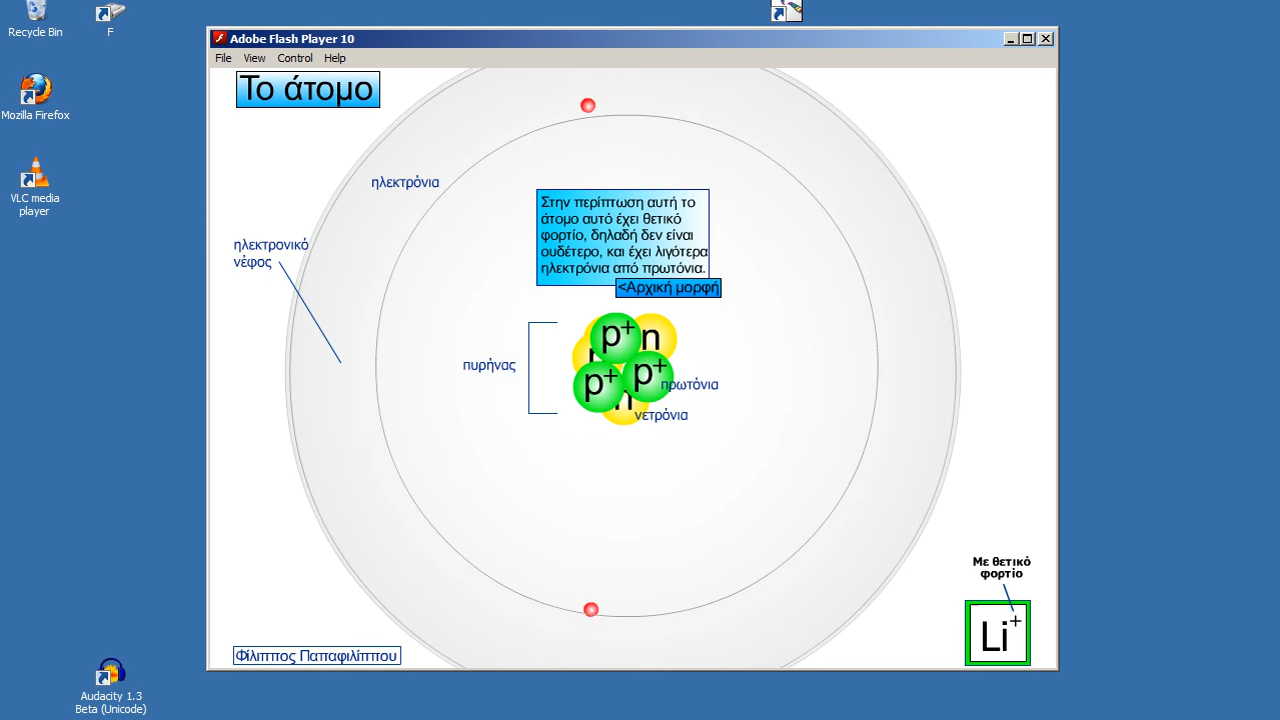 Recycle Bin
F
Mozilla Firefox
VLC media
player
Audacity 1.3
Beta (Unicode)
Adobe Flash Player 10
File View Control Help
Το άτομο
ηλεκτρόνια
Στην περίπτωση αυτή το
άτομο αυτό έχει θετικό
φορτίο, δηλαδή δεν είναι
ουδέτερο, και έχει λιγότερα
ηλεκτρόνια από πρωτόνια.
<Αρχική μορφή
ηλεκτρονικό
νέφος
p+ n
πυρήνας
p+ p+
πρωτόνια
n
νετρόνια
Με θετικό
φορτίο
Li+
Φίλιππος Παπαφιλίππου